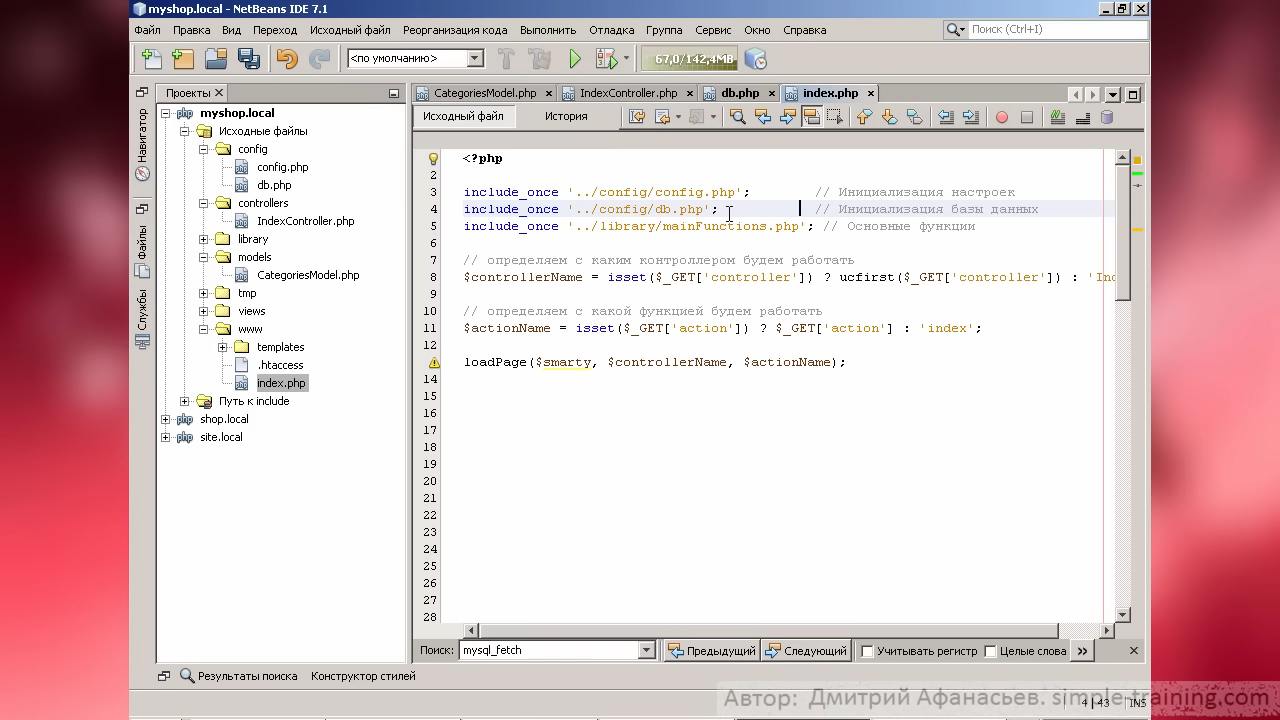 myshop.local - NetBeans IDE 7.1
Файл Правка Вид Переход Исходный файл Реорганизация кода Выполнить Отладка Группа Сервис Окно Справка Поиск (Ctrl+I)
<по умолчанию> 67,0/142,4MB
Проекты CategoriesModel.php IndexController.php db.php index.php
Исходный файл История
Навигатор
Файлы
Службы
myshop.local
Исходные файлы
config
config.php
db.php
controllers
IndexController.php
library
models
CategoriesModel.php
tmp
views
www
templates
.htaccess
index.php
Путь к include
shop.local
site.local
1 <?php
2
3 include_once '../config/config.php'; // Инициализация настроек
4 include_once '../config/db.php'; // Инициализация базы данных
5 include_once '../library/mainFunctions.php'; // Основные функции
6
7 // определяем с каким контроллером будем работать
8 $controllerName = isset($_GET['controller']) ? ucfirst($_GET['controller']) : 'Ind
9
10 // определяем с какой функцией будем работать
11 $actionName = isset($_GET['action']) ? $_GET['action'] : 'index';
12
loadPage($smarty, $controllerName, $actionName);
14
15
16
17
18
19
20
21
22
23
24
25
26
27
28
Поиск: mysql_fetch Предыдущий Следующий Учитывать регистр Целые слова
Результаты поиска Конструктор стилей
4 | 43 INS
Автор: Дмитрий Афанасьев. simple-training.com